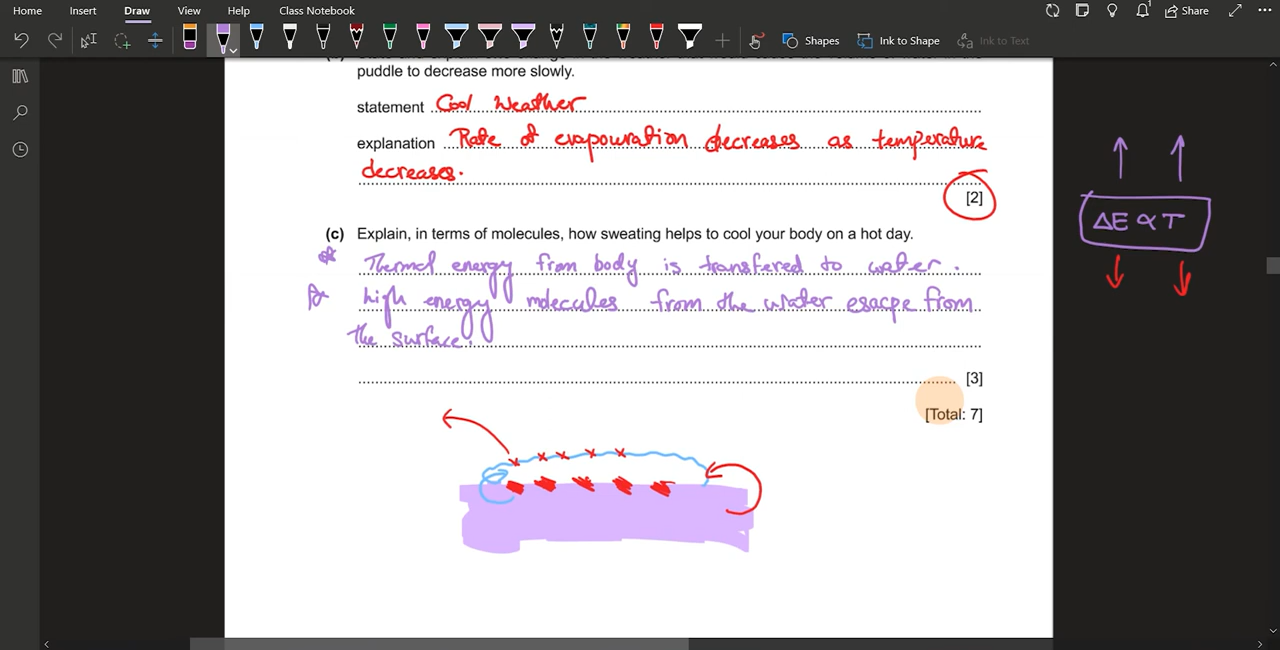 Home Insert Draw View Help Class Notebook Share
Shapes Ink to Shape Ink to Text
puddle to decrease more slowly.
statement Cool Weather
explanation Rate of evapouration decreases as temperature
decreases.
[2]
ΔE ∝ T
(c) Explain, in terms of molecules, how sweating helps to cool your body on a hot day.
Thermal energy from body is transfered to water.
high energy molecules from the water esacpe from
the surface.
[3]
[Total: 7]